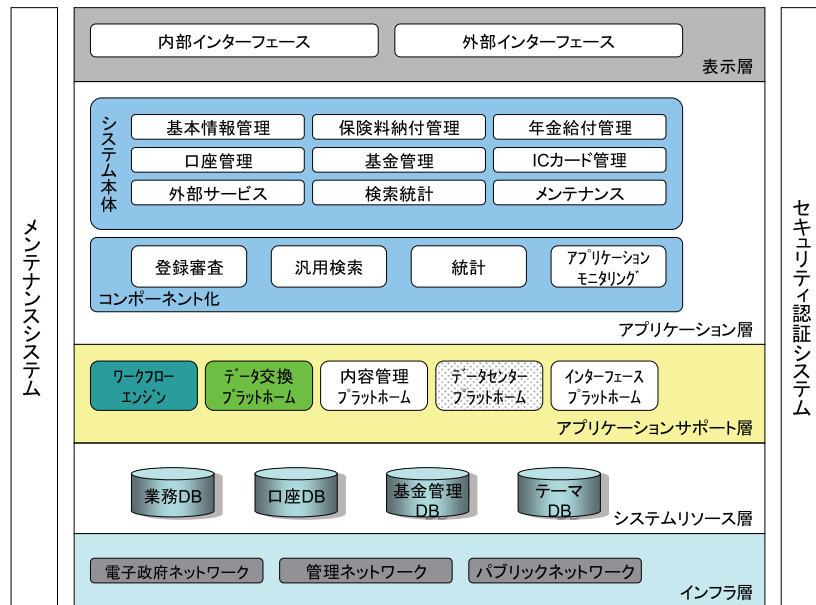 内部インターフェース
外部インターフェース
表示層
システム本体
基本情報管理
保険料納付管理
年金給付管理
口座管理
基金管理
ICカード管理
外部サービス
検索統計
メンテナンス
登録審査
汎用検索
統計
ｱﾌﾟﾘｹｰｼｮﾝ
ﾓﾆﾀﾘﾝｸﾞ
コンポーネント化
アプリケーション層
ﾜｰｸﾌﾛｰ
ｴﾝｼﾞﾝ
ﾃﾞｰﾀ交換
ﾌﾟﾗｯﾄﾎｰﾑ
内容管理
ﾌﾟﾗｯﾄﾎｰﾑ
ﾃﾞｰﾀｾﾝﾀｰ
ﾌﾟﾗｯﾄﾎｰﾑ
ｲﾝﾀｰﾌｪｰｽ
ﾌﾟﾗｯﾄﾎｰﾑ
アプリケーションサポート層
業務DB
口座DB
基金管理
DB
テーマ
DB
システムリソース層
電子政府ネットワーク
管理ネットワーク
パブリックネットワーク
インフラ層
メンテナンスシステム
セキュリティ認証システム